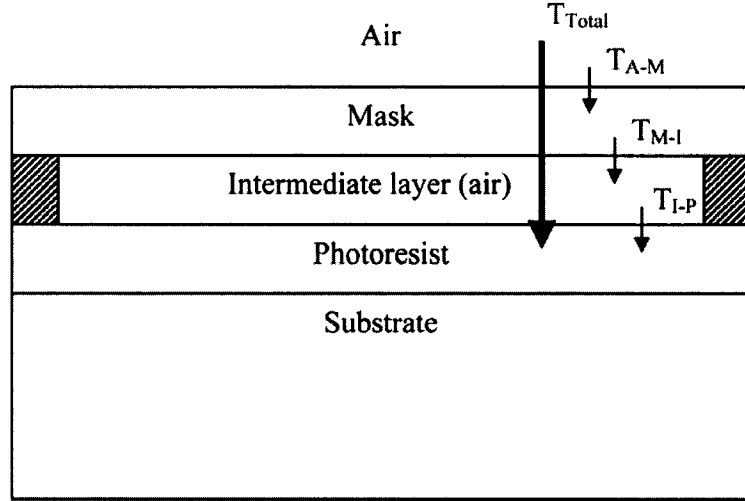 T_Total
Air
T_A-M
Mask
T_M-I
Intermediate layer (air)
T_I-P
Photoresist
Substrate